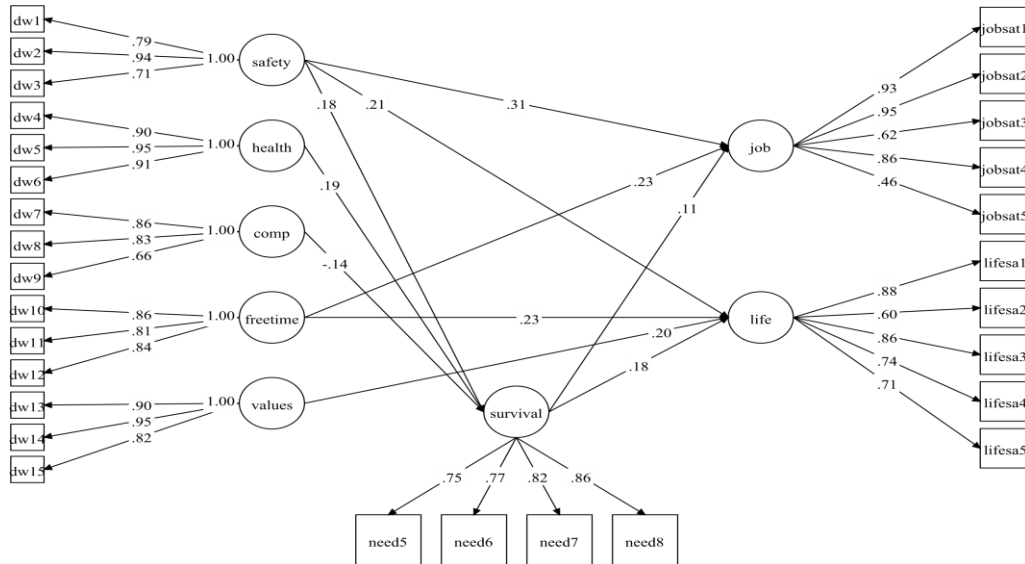 dw1
dw2
dw3
dw4
dw5
dw6
dw7
dw8
dw9
dw10
dw11
dw12
dw13
dw14
dw15
.79
.94
.71
.90
.95
.91
.86
.83
.66
.86
.81
.84
.90
.95
.82
1.00
1.00
1.00
1.00
1.00
safety
health
comp
freetime
values
.18
.21
.31
.19
.23
-.14
.11
.23
.20
.18
survival
.75
.77
.82
.86
need5
need6
need7
need8
job
life
.93
.95
.62
.86
.46
.88
.60
.86
.74
.71
jobsat1
jobsat2
jobsat3
jobsat4
jobsat5
lifesa1
lifesa2
lifesa3
lifesa4
lifesa5